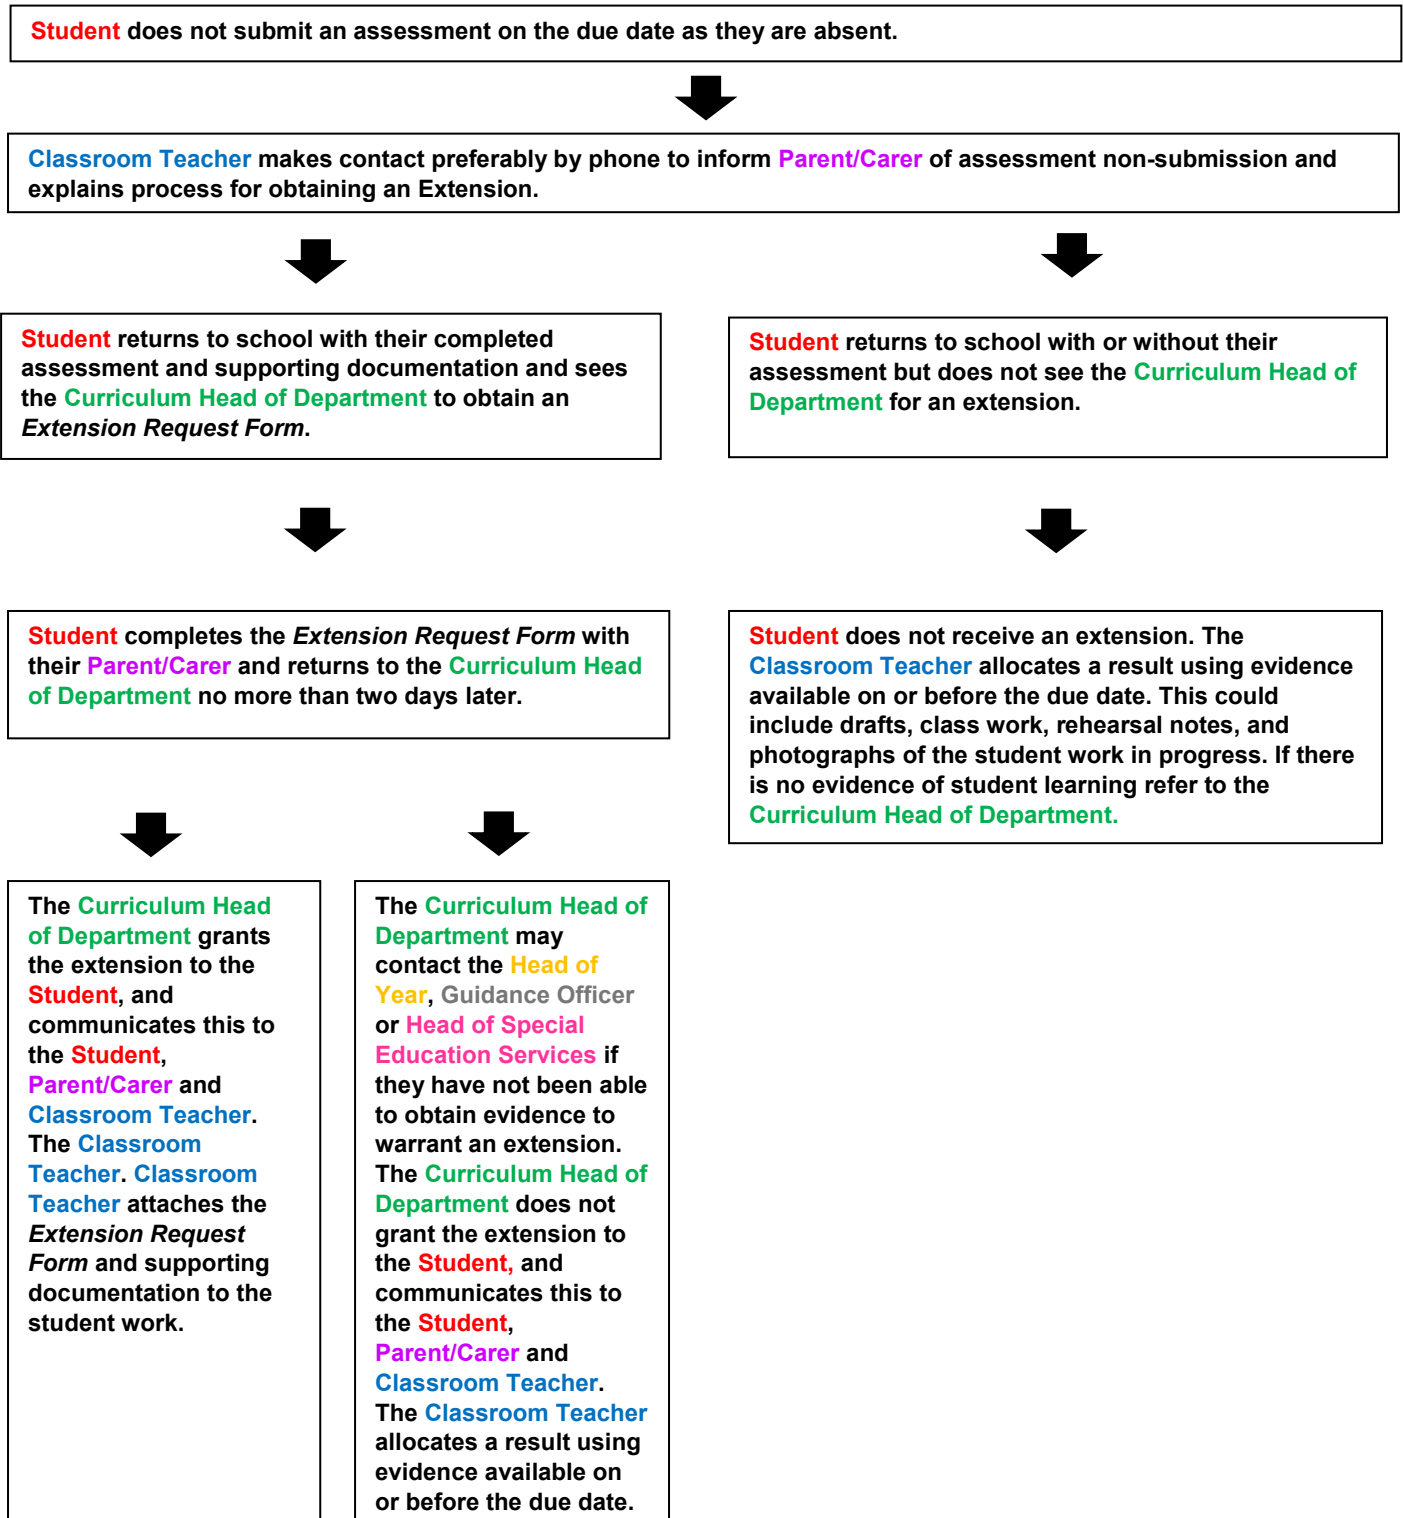 Student does not submit an assessment on the due date as they are absent.
Classroom Teacher makes contact preferably by phone to inform Parent/Carer of assessment non-submission and
explains process for obtaining an Extension.
Student returns to school with their completed
assessment and supporting documentation and sees
the Curriculum Head of Department to obtain an
Extension Request Form.
Student returns to school with or without their
assessment but does not see the Curriculum Head of
Department for an extension.
Student completes the Extension Request Form with
their Parent/Carer and returns to the Curriculum Head
of Department no more than two days later.
Student does not receive an extension. The
Classroom Teacher allocates a result using evidence
available on or before the due date. This could
include drafts, class work, rehearsal notes, and
photographs of the student work in progress. If there
is no evidence of student learning refer to the
Curriculum Head of Department.
The Curriculum Head
of Department grants
the extension to the
Student, and
communicates this to
the Student,
Parent/Carer and
Classroom Teacher.
The Classroom
Teacher. Classroom
Teacher attaches the
Extension Request
Form and supporting
documentation to the
student work.
The Curriculum Head of
Department may
contact the Head of
Year, Guidance Officer
or Head of Special
Education Services if
they have not been able
to obtain evidence to
warrant an extension.
The Curriculum Head of
Department does not
grant the extension to
the Student, and
communicates this to
the Student,
Parent/Carer and
Classroom Teacher.
The Classroom Teacher
allocates a result using
evidence available on
or before the due date.